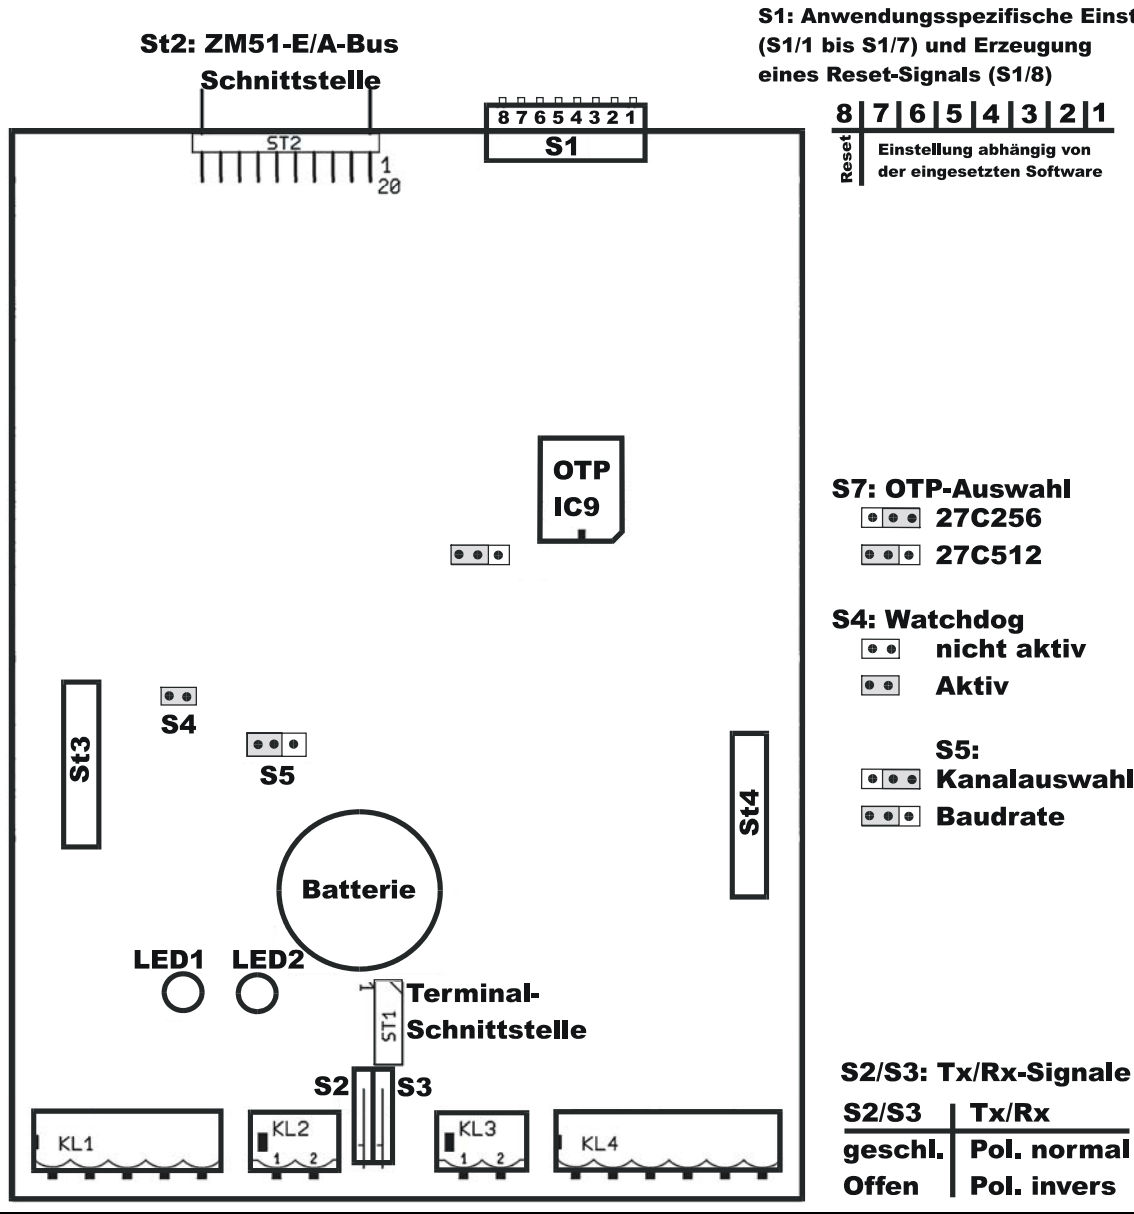 S1: Anwendungsspezifische Einst
(S1/1 bis S1/7) und Erzeugung
eines Reset-Signals (S1/8)
8 7 6 5 4 3 2 1
Reset
Einstellung abhängig von
der eingesetzten Software
St2: ZM51-E/A-Bus
Schnittstelle
ST2
1
20
8 7 6 5 4 3 2 1
S1
OTP
IC9
S7: OTP-Auswahl
27C256
27C512
S4: Watchdog
nicht aktiv
Aktiv
S5:
Kanalauswahl
Baudrate
St3
S4
S5
St4
Batterie
LED1 LED2
1
ST1
Terminal-
Schnittstelle
S2 S3
KL1
KL2
1 2
KL3
1 2
KL4
S2/S3: Tx/Rx-Signale
S2/S3 Tx/Rx
geschl. Pol. normal
Offen Pol. invers